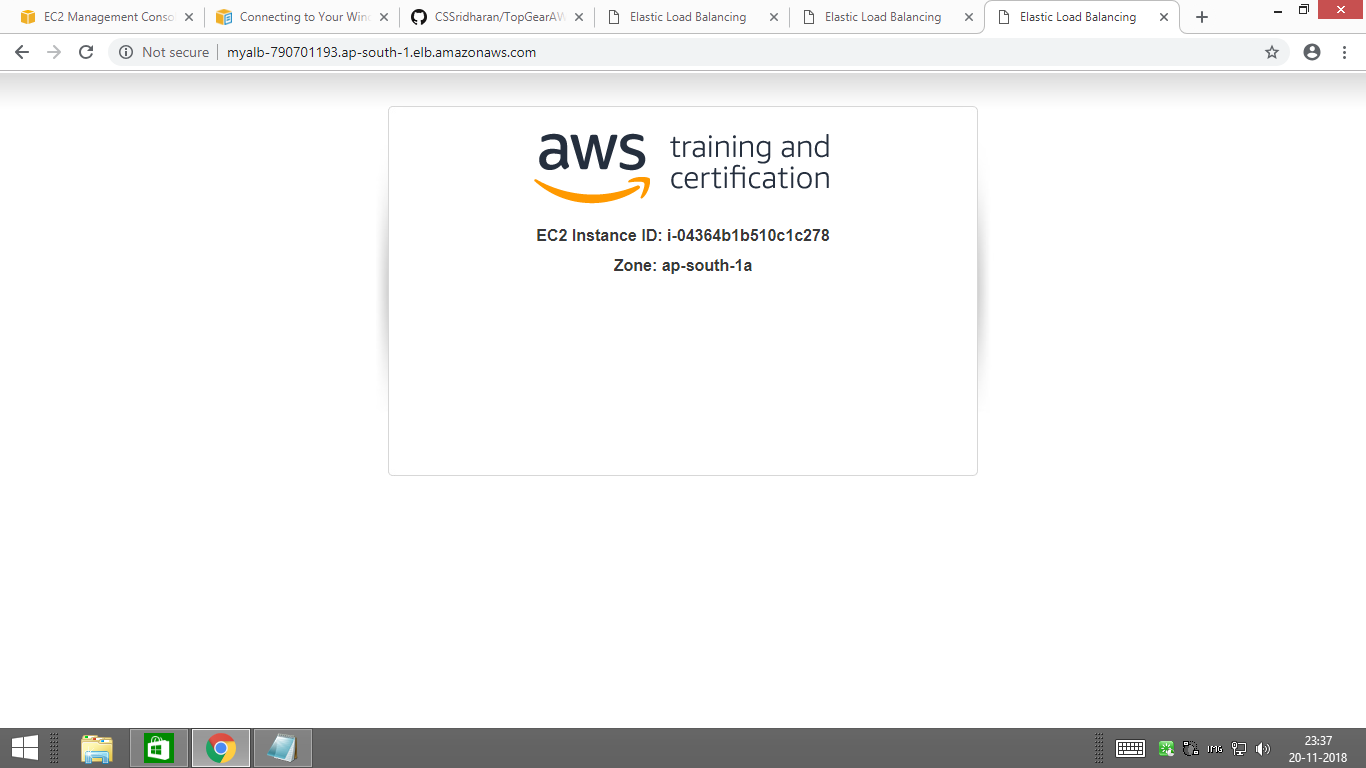 EC2 Management Conso
Connecting to Your Wind
CSSridharan/TopGearAW
Elastic Load Balancing
Elastic Load Balancing
Elastic Load Balancing
Not secure
myalb-790701193.ap-south-1.elb.amazonaws.com
aws training and
certification
EC2 Instance ID: i-04364b1b510c1c278
Zone: ap-south-1a
IMG
23:37
20-11-2018